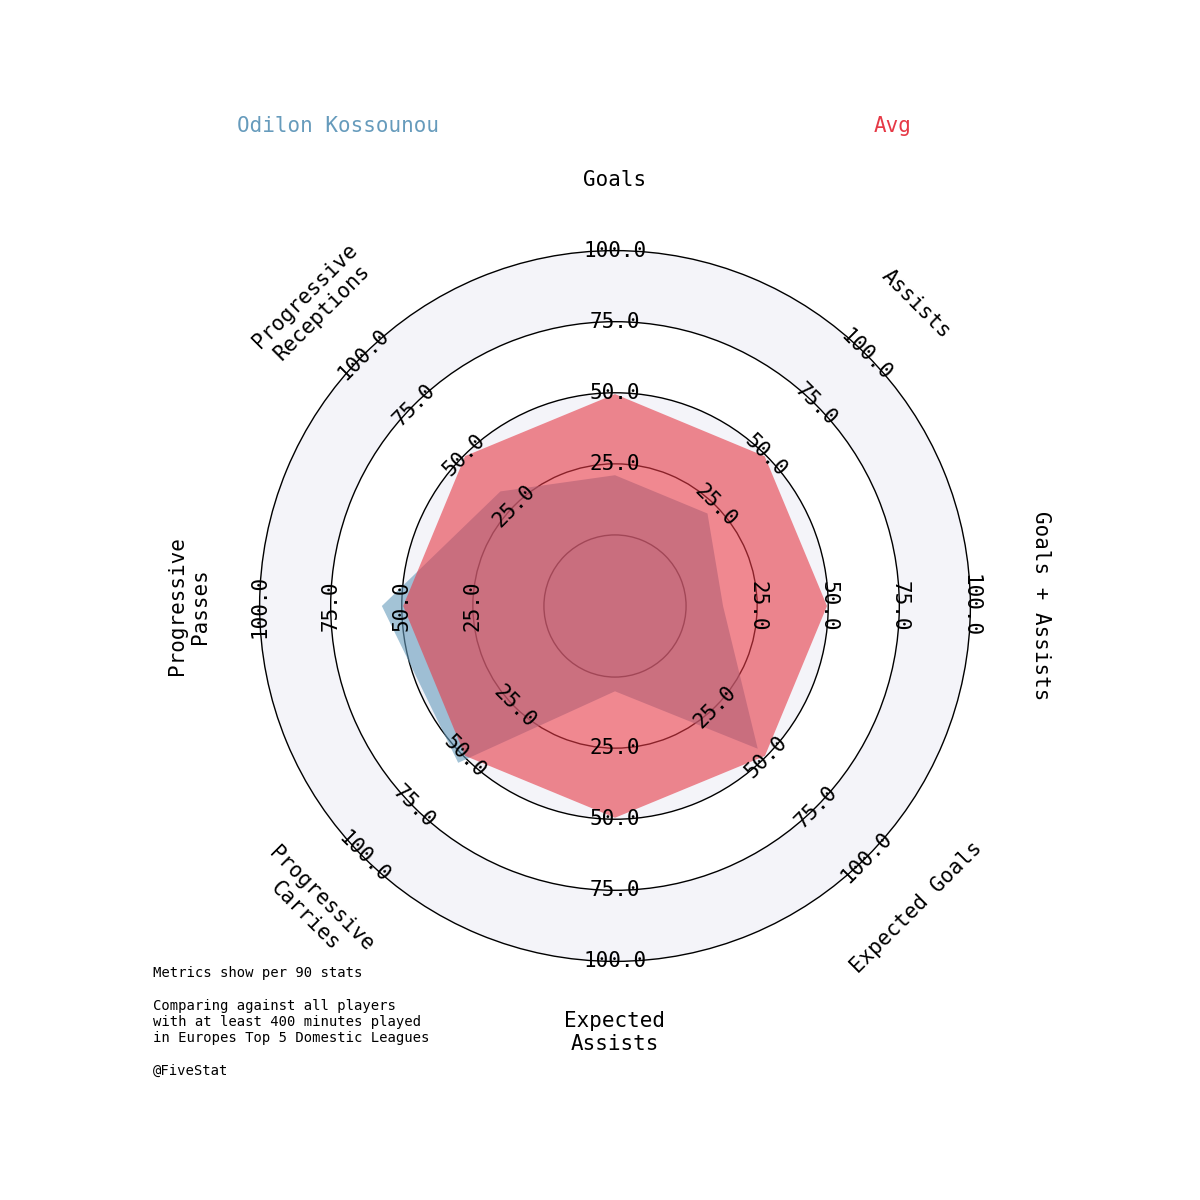 Odilon Kossounou
Avg
Goals
Assists
Goals + Assists
Expected Goals
Expected
Assists
Progressive
Carries
Progressive
Passes
Progressive
Receptions
100.0
75.0
50.0
25.0
100.0
75.0
50.0
25.0
25.0
50.0
75.0
100.0
25.0
50.0
75.0
100.0
25.0
50.0
75.0
100.0
25.0
50.0
75.0
100.0
100.0
75.0
50.0
25.0
100.0
75.0
50.0
25.0
Metrics show per 90 stats
Comparing against all players
with at least 400 minutes played
in Europes Top 5 Domestic Leagues
@FiveStat